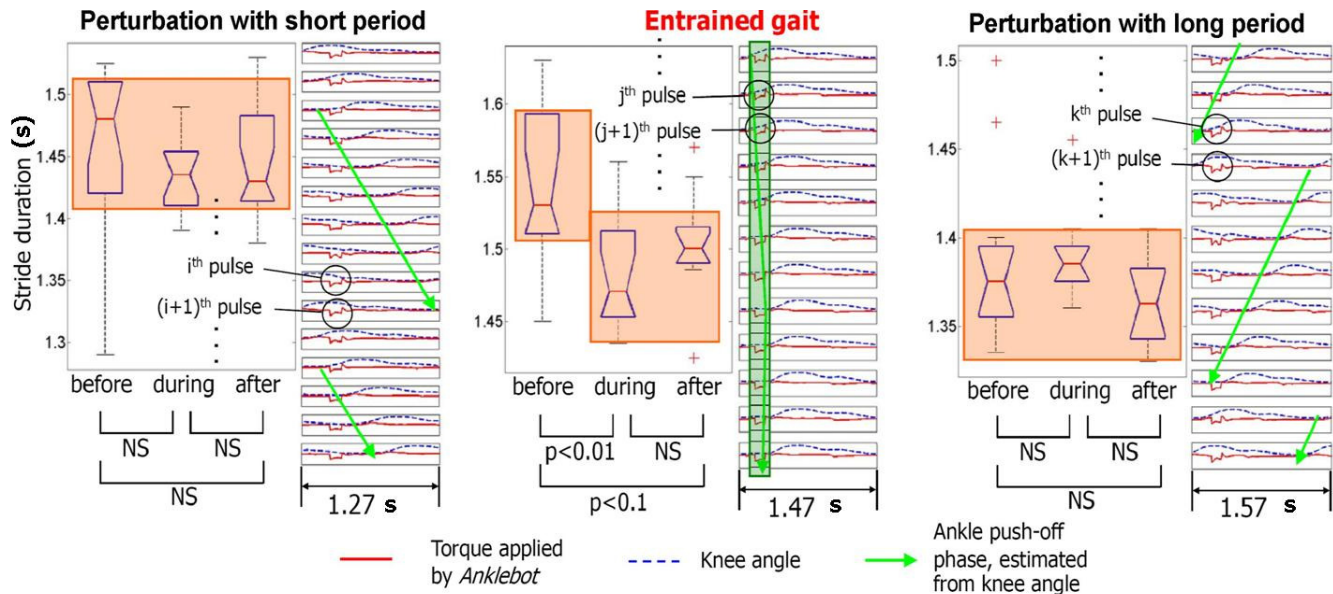 Perturbation with short period
Stride duration (s)
1.5
1.45
1.4
1.35
1.3
ith pulse
(i+1)th pulse
before during after
NS NS
NS
1.27 s
Entrained gait
1.6
1.55
1.5
1.45
jth pulse
(j+1)th pulse
before during after
p<0.01 NS
p<0.1
1.47 s
Perturbation with long period
1.5
1.45
1.4
1.35
kth pulse
(k+1)th pulse
before during after
NS NS
NS
1.57 s
Torque applied
by Anklebot
Knee angle
Ankle push-off
phase, estimated
from knee angle